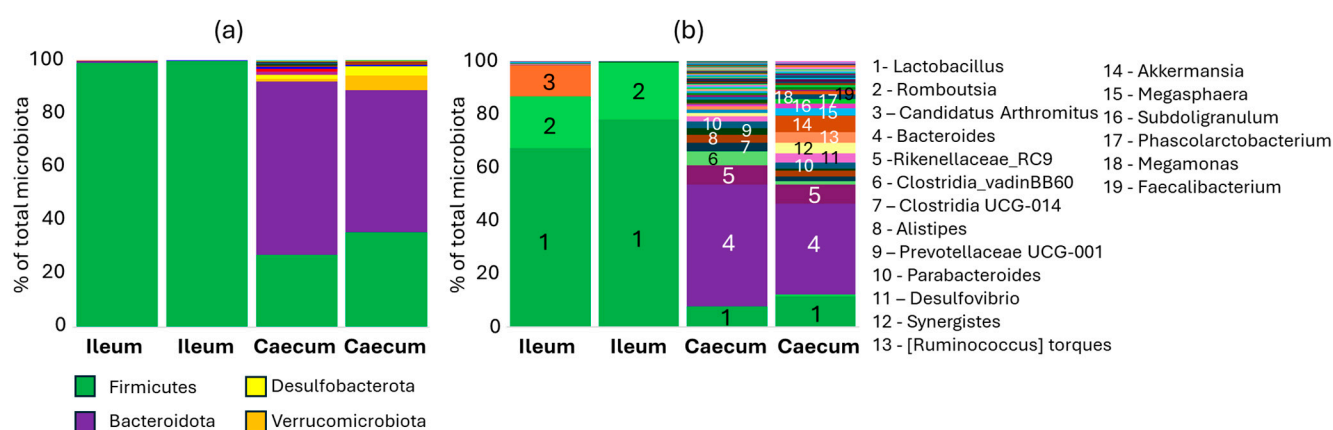 (a)
% of total microbiota
100
80
60
40
20
0
Ileum Ileum Caecum Caecum
Firmicutes
Bacteroidota
Desulfobacterota
Verrucomicrobiota
(b)
% of total microbiota
100
80
60
40
20
0
3
2
1
2
1
10
9
8
7
6
5
4
1
18
17
19
16
15
14
13
12
11
10
5
4
1
Ileum Ileum Caecum Caecum
1- Lactobacillus
2 - Romboutsia
3 – Candidatus Arthromitus
4 - Bacteroides
5 -Rikenellaceae_RC9
6 - Clostridia_vadinBB60
7 – Clostridia UCG-014
8 - Alistipes
9 – Prevotellaceae UCG-001
10 - Parabacteroides
11 – Desulfovibrio
12 - Synergistes
13 - [Ruminococcus] torques
14 - Akkermansia
15 - Megasphaera
16 - Subdoligranulum
17 - Phascolarctobacterium
18 - Megamonas
19 - Faecalibacterium